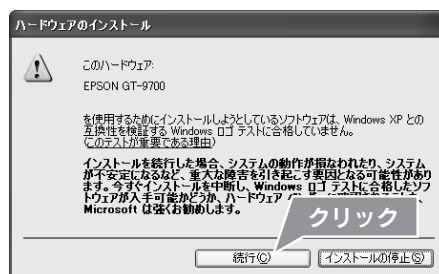 ハードウェアのインストール
このハードウェア:
EPSON GT-9700
を使用するためにインストールしようとしているソフトウェアは、Windows XP との
互換性を検証する Windows ロゴ テストに合格していません。
(このテストが重要である理由)
インストールを続行した場合、システムの動作が損なわれたり、システム
が不安定になるなど、重大な障害を引き起こす要因となる可能性があり
ます。今すぐインストールを中断し、Windows ロゴ テストに合格したソフ
トウェアが入手可能かどうか、ハードウェア
Microsoft は強くお勧めします。
クリック
続行(C)
インストールの停止(S)